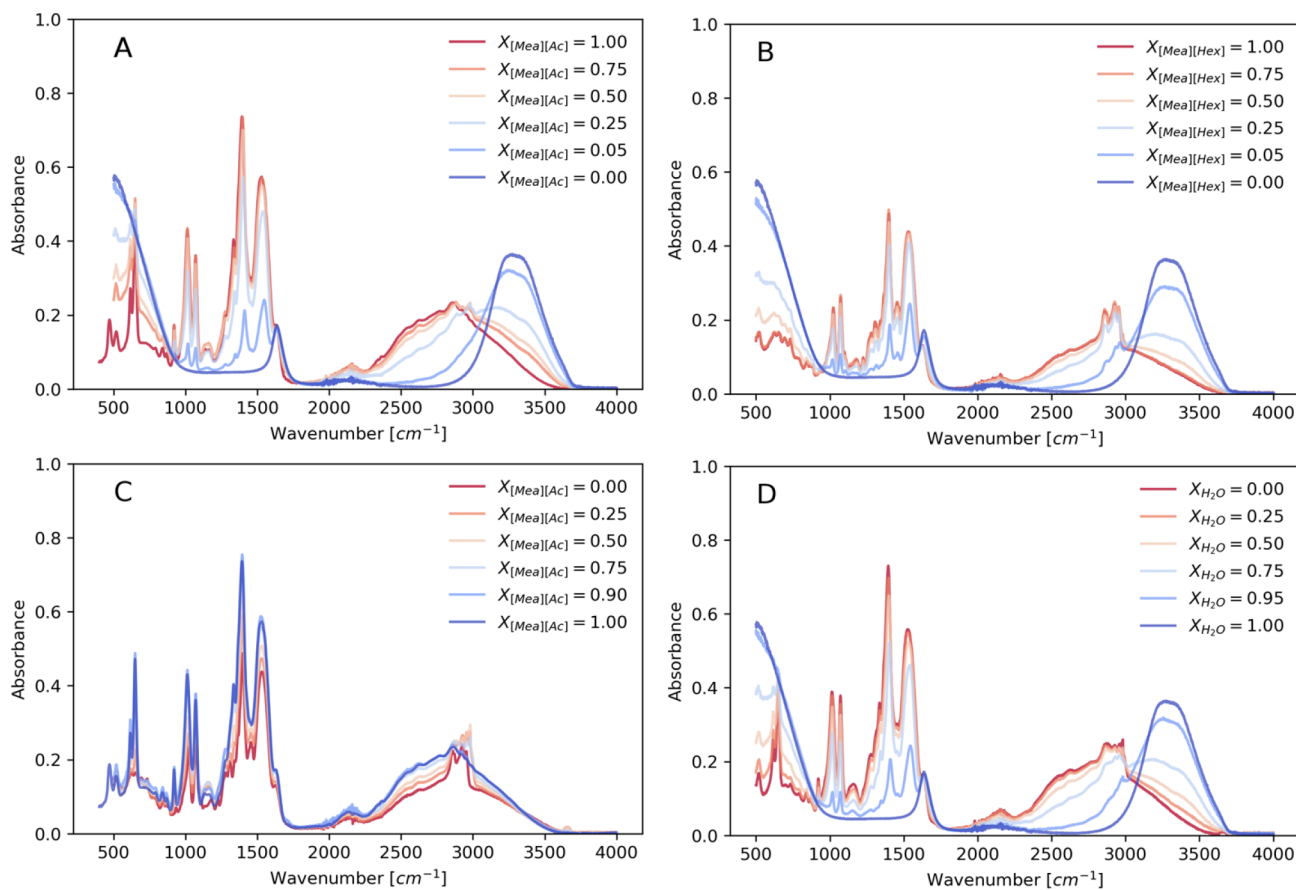 A
X[Mea][Ac] = 1.00
X[Mea][Ac] = 0.75
X[Mea][Ac] = 0.50
X[Mea][Ac] = 0.25
X[Mea][Ac] = 0.05
X[Mea][Ac] = 0.00
1.0
0.8
0.6
0.4
0.2
0.0
Absorbance
500 1000 1500 2000 2500 3000 3500 4000
Wavenumber [cm⁻¹]
B
X[Mea][Hex] = 1.00
X[Mea][Hex] = 0.75
X[Mea][Hex] = 0.50
X[Mea][Hex] = 0.25
X[Mea][Hex] = 0.05
X[Mea][Hex] = 0.00
1.0
0.8
0.6
0.4
0.2
0.0
Absorbance
500 1000 1500 2000 2500 3000 3500 4000
Wavenumber [cm⁻¹]
C
X[Mea][Ac] = 0.00
X[Mea][Ac] = 0.25
X[Mea][Ac] = 0.50
X[Mea][Ac] = 0.75
X[Mea][Ac] = 0.90
X[Mea][Ac] = 1.00
1.0
0.8
0.6
0.4
0.2
0.0
Absorbance
500 1000 1500 2000 2500 3000 3500 4000
Wavenumber [cm⁻¹]
D
XH₂O = 0.00
XH₂O = 0.25
XH₂O = 0.50
XH₂O = 0.75
XH₂O = 0.95
XH₂O = 1.00
1.0
0.8
0.6
0.4
0.2
0.0
Absorbance
500 1000 1500 2000 2500 3000 3500 4000
Wavenumber [cm⁻¹]